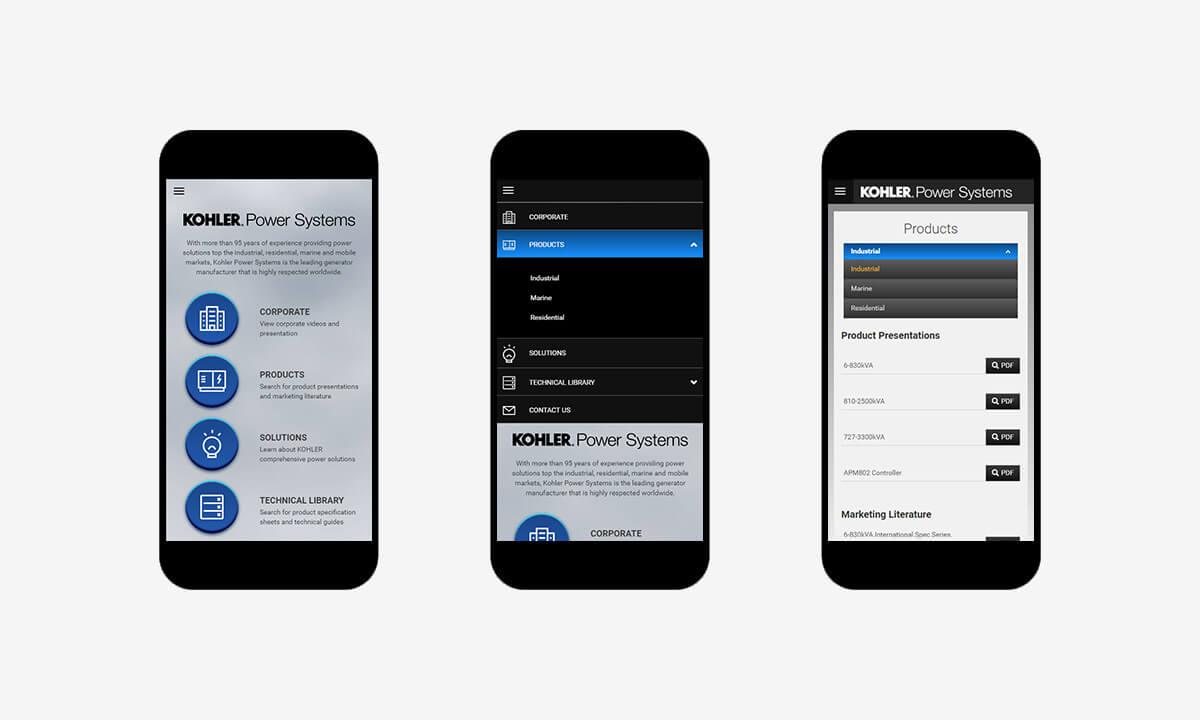 KOHLER. Power Systems
With more than 95 years of experience providing power
solutions top the industrial, residential, marine and mobile
markets, Kohler Power Systems is the leading generator
manufacturer that is highly respected worldwide.
CORPORATE
View corporate videos and
presentation
PRODUCTS
Search for product presentations
and marketing literature
SOLUTIONS
Learn about KOHLER
comprehensive power solutions
TECHNICAL LIBRARY
Search for product specification
sheets and technical guides
CORPORATE
PRODUCTS
Industrial
Marine
Residential
SOLUTIONS
TECHNICAL LIBRARY
CONTACT US
KOHLER. Power Systems
With more than 95 years of experience providing power
solutions top the industrial, residential, marine and mobile
markets, Kohler Power Systems is the leading generator
manufacturer that is highly respected worldwide.
CORPORATE
KOHLER. Power Systems
Products
Industrial
Industrial
Marine
Residential
Product Presentations
6-830kVA PDF
810-2500kVA PDF
727-3300kVA PDF
APM802 Controller PDF
Marketing Literature
6-830kVA International Spec Series,